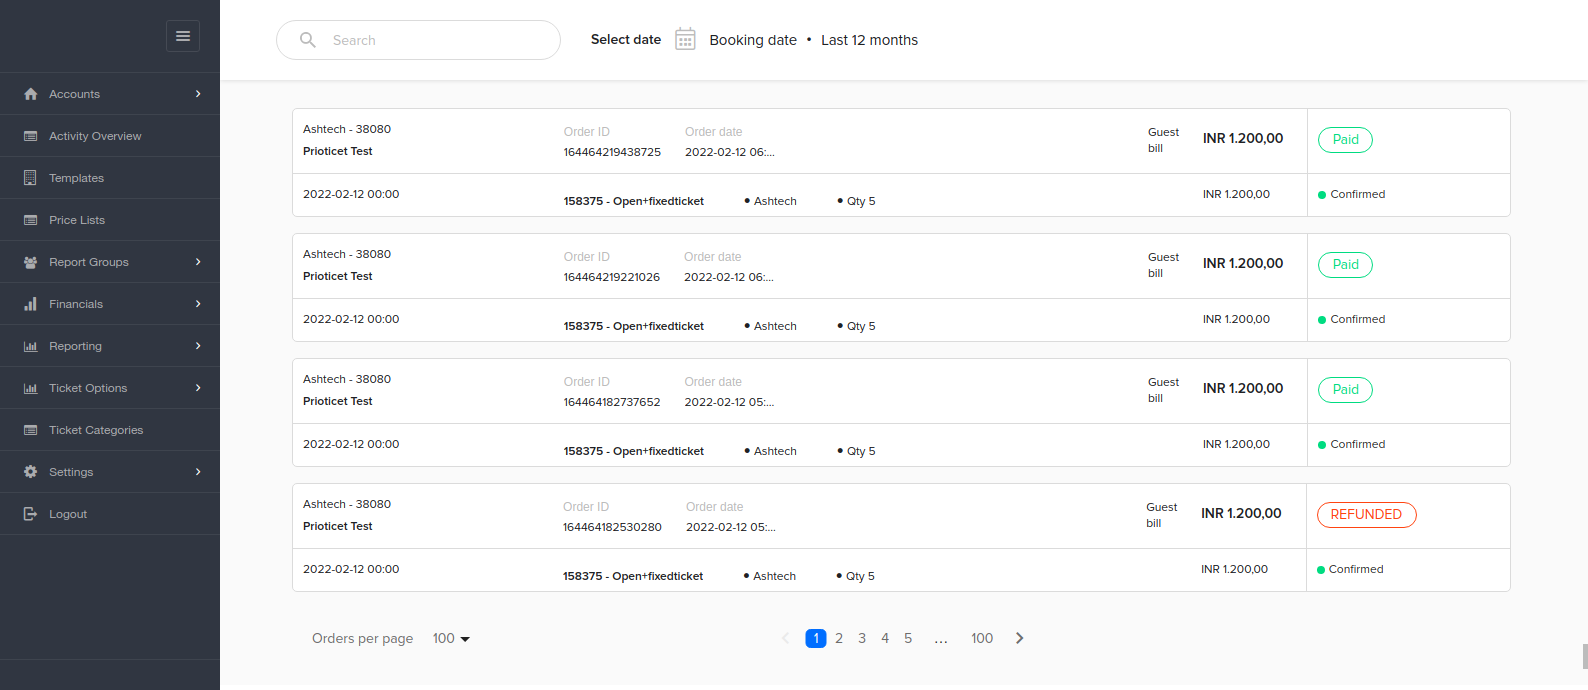 Search
Select date Booking date • Last 12 months
Accounts
Activity Overview
Templates
Price Lists
Report Groups
Financials
Reporting
Ticket Options
Ticket Categories
Settings
Logout
Ashtech - 38080 Order ID Order date Guest bill INR 1.200,00 Paid
Prioticet Test 164464219438725 2022-02-12 06:...
2022-02-12 00:00 158375 - Open+fixedticket • Ashtech • Qty 5 INR 1.200,00 Confirmed
Ashtech - 38080 Order ID Order date Guest bill INR 1.200,00 Paid
Prioticet Test 164464219221026 2022-02-12 06:...
2022-02-12 00:00 158375 - Open+fixedticket • Ashtech • Qty 5 INR 1.200,00 Confirmed
Ashtech - 38080 Order ID Order date Guest bill INR 1.200,00 Paid
Prioticet Test 164464182737652 2022-02-12 05:...
2022-02-12 00:00 158375 - Open+fixedticket • Ashtech • Qty 5 INR 1.200,00 Confirmed
Ashtech - 38080 Order ID Order date Guest bill INR 1.200,00 REFUNDED
Prioticet Test 164464182530280 2022-02-12 05:...
2022-02-12 00:00 158375 - Open+fixedticket • Ashtech • Qty 5 INR 1.200,00 Confirmed
Orders per page 100 1 2 3 4 5 ... 100